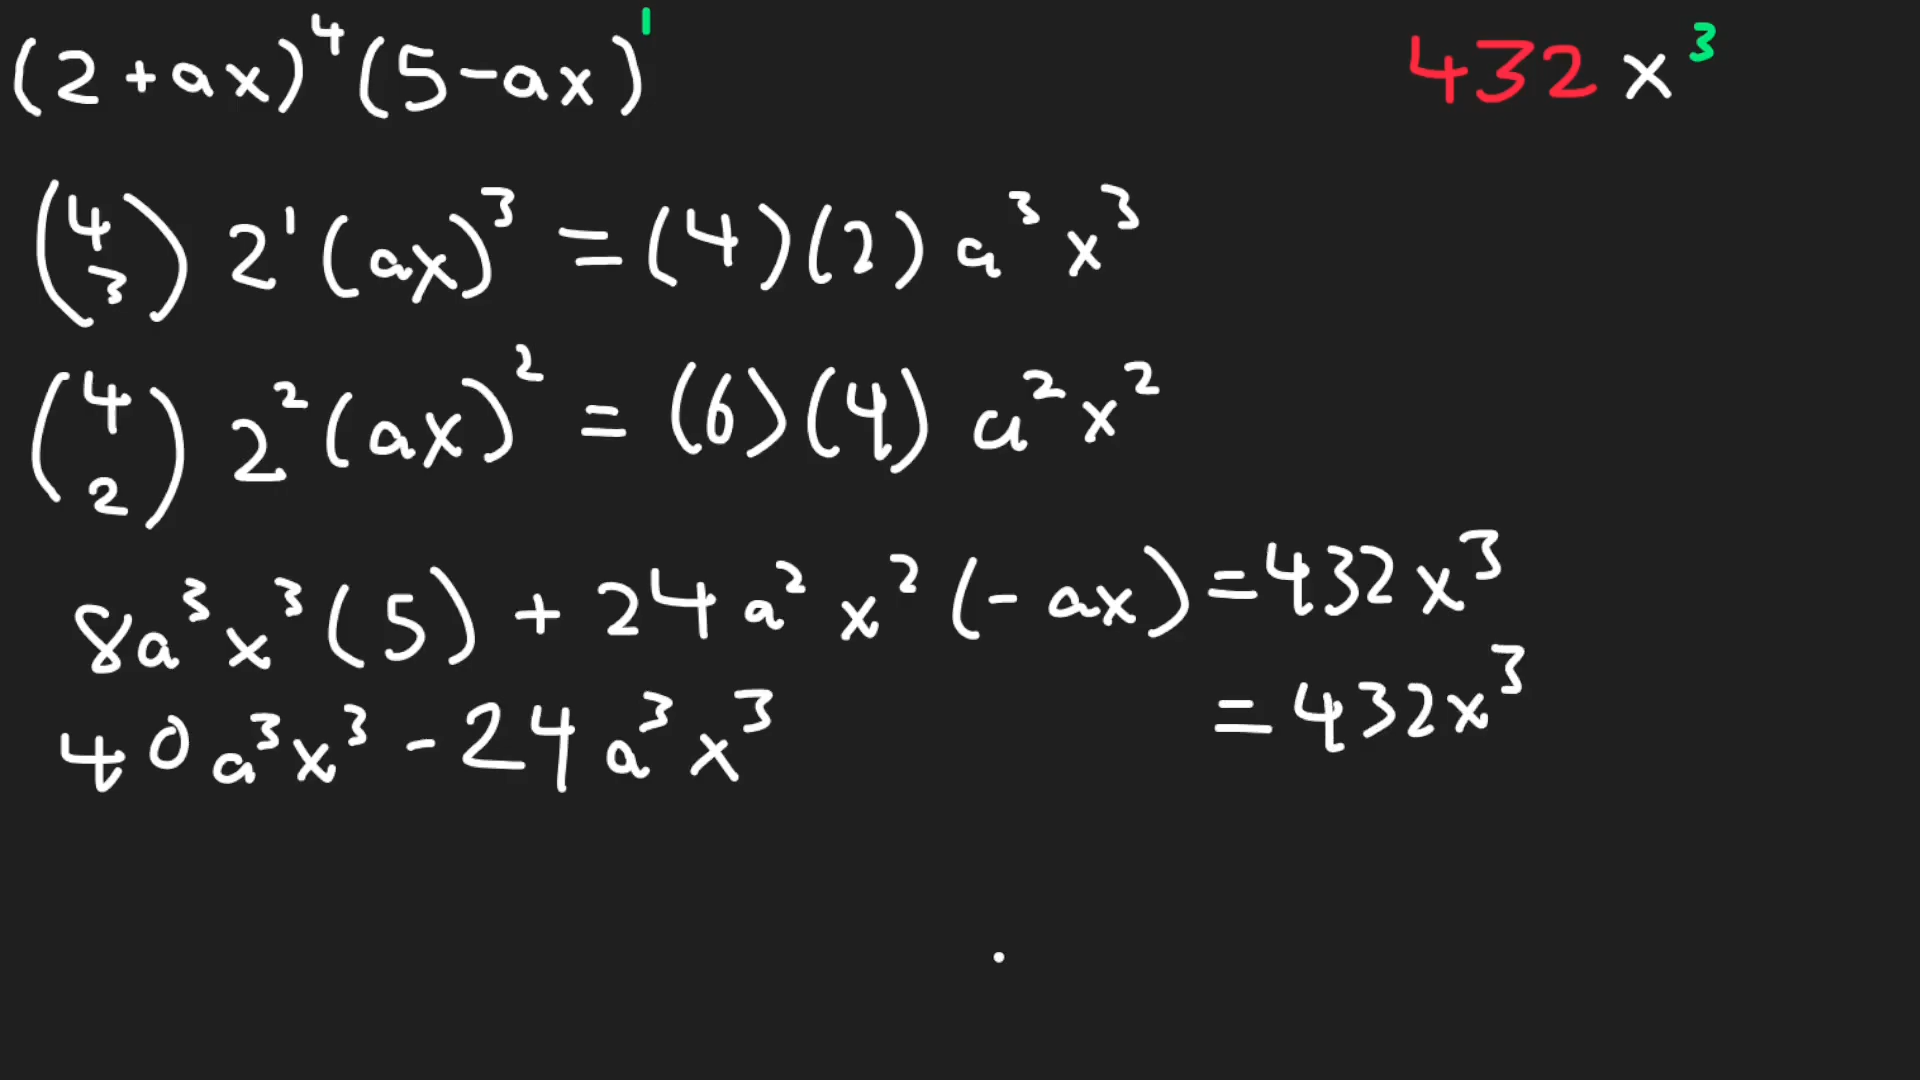 (2+ax)⁴(5-ax)¹ 432x³
(4 3) 2¹(ax)³ = (4)(2) a³x³
(4 2) 2²(ax)² = (6)(4) a²x²
8a³x³(5) + 24a²x²(-ax) = 432x³
40a³x³ - 24a³x³ = 432x³